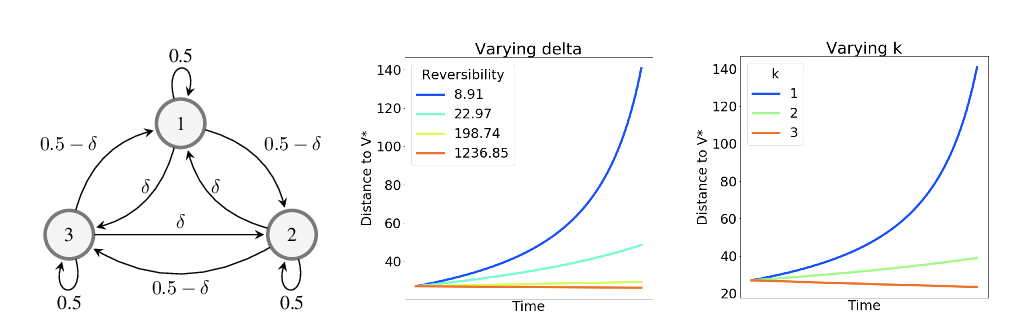 0.5
1
0.5 − δ
0.5 − δ
δ
δ
3
δ
2
0.5 − δ
0.5
0.5
Varying delta
Reversibility
8.91
22.97
198.74
1236.85
140
120
100
80
60
40
Distance to V*
Time
Varying k
k
1
2
3
140
120
100
80
60
40
20
Distance to V*
Time